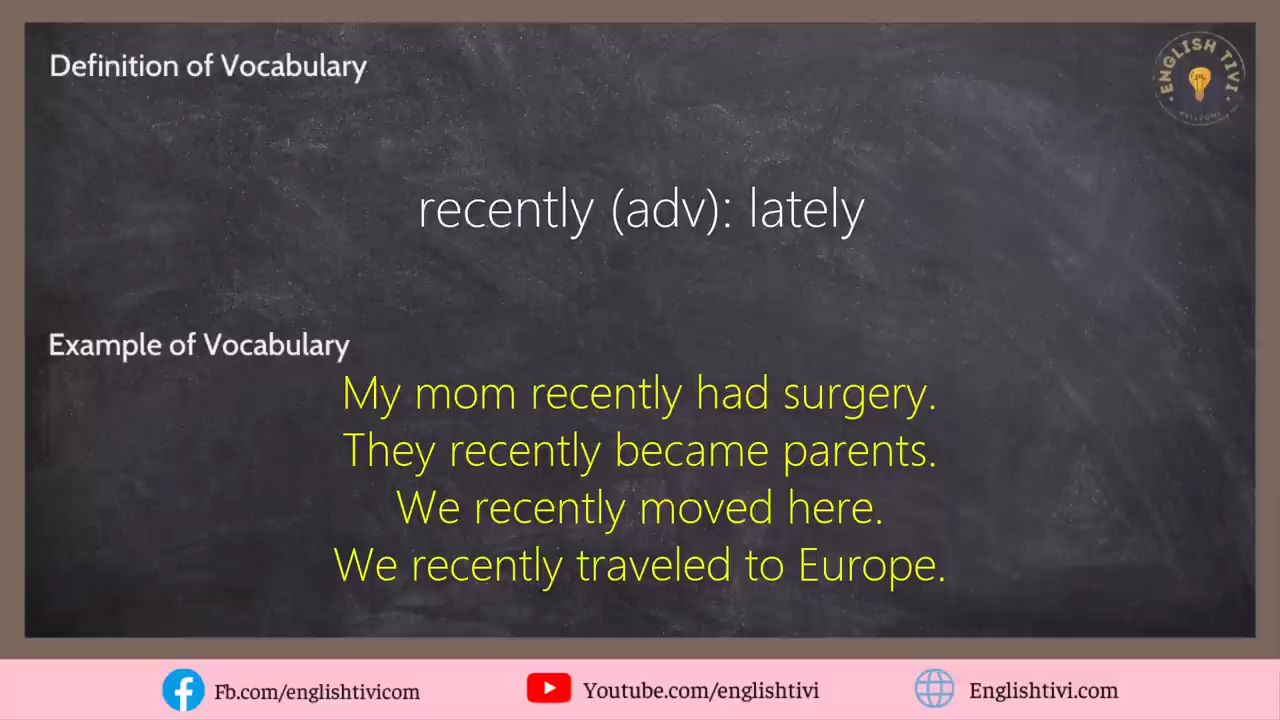 Definition of Vocabulary
ENGLISH TIVI
recently (adv): lately
Example of Vocabulary
My mom recently had surgery.
They recently became parents.
We recently moved here.
We recently traveled to Europe.
Fb.com/englishtivicom
Youtube.com/englishtivi
Englishtivi.com